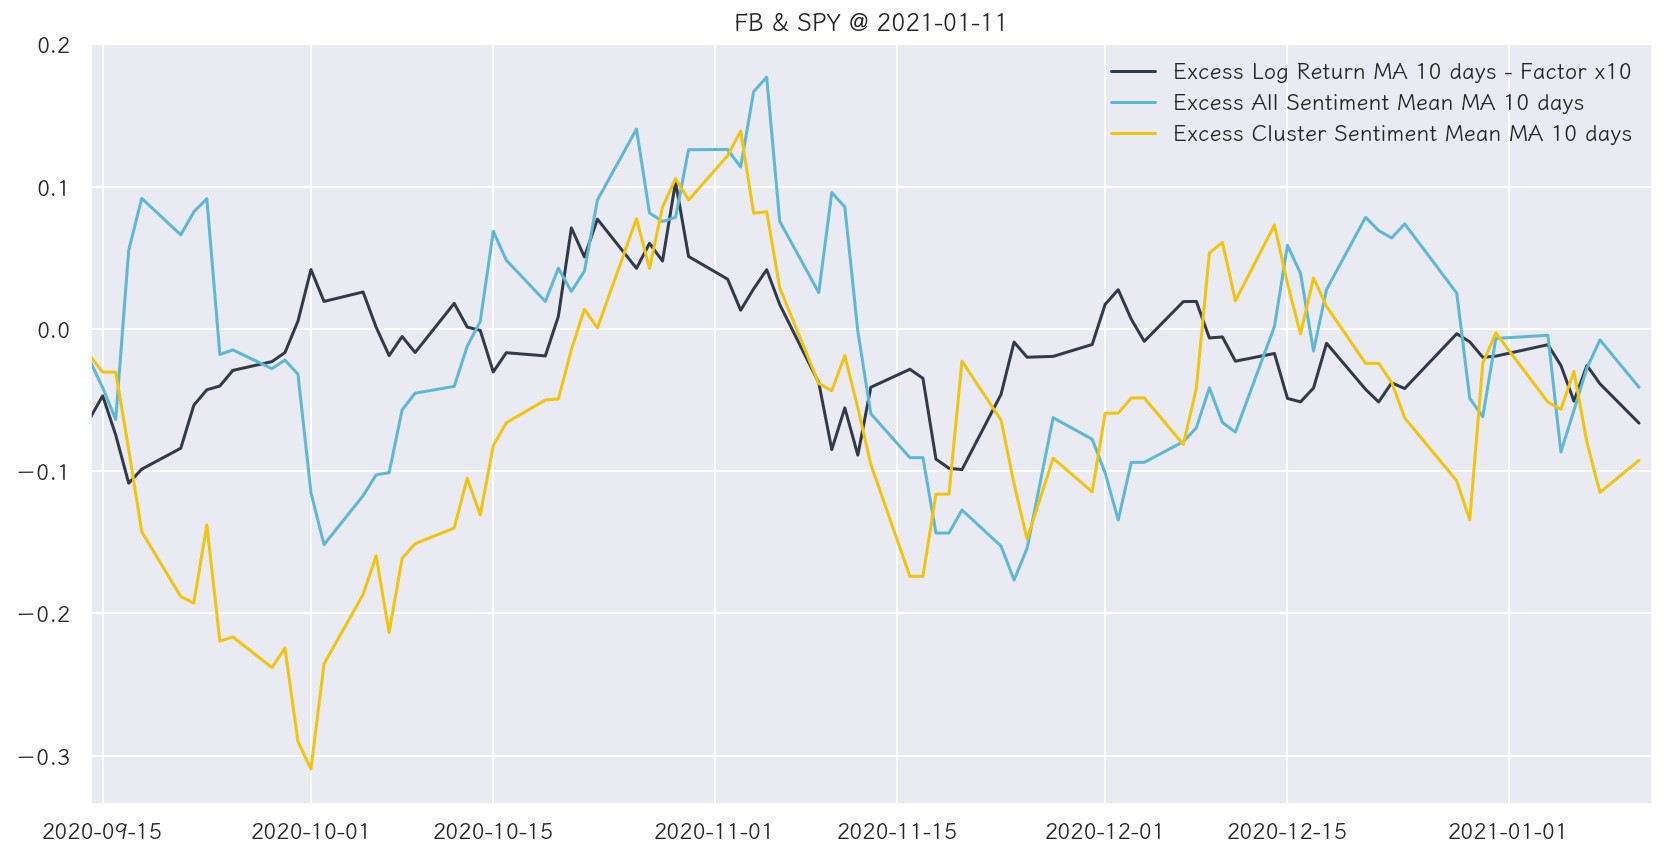 FB & SPY @ 2021-01-11
0.2
0.1
0.0
−0.1
−0.2
−0.3
Excess Log Return MA 10 days - Factor x10
Excess All Sentiment Mean MA 10 days
Excess Cluster Sentiment Mean MA 10 days
2020-09-15 2020-10-01 2020-10-15 2020-11-01 2020-11-15 2020-12-01 2020-12-15 2021-01-01